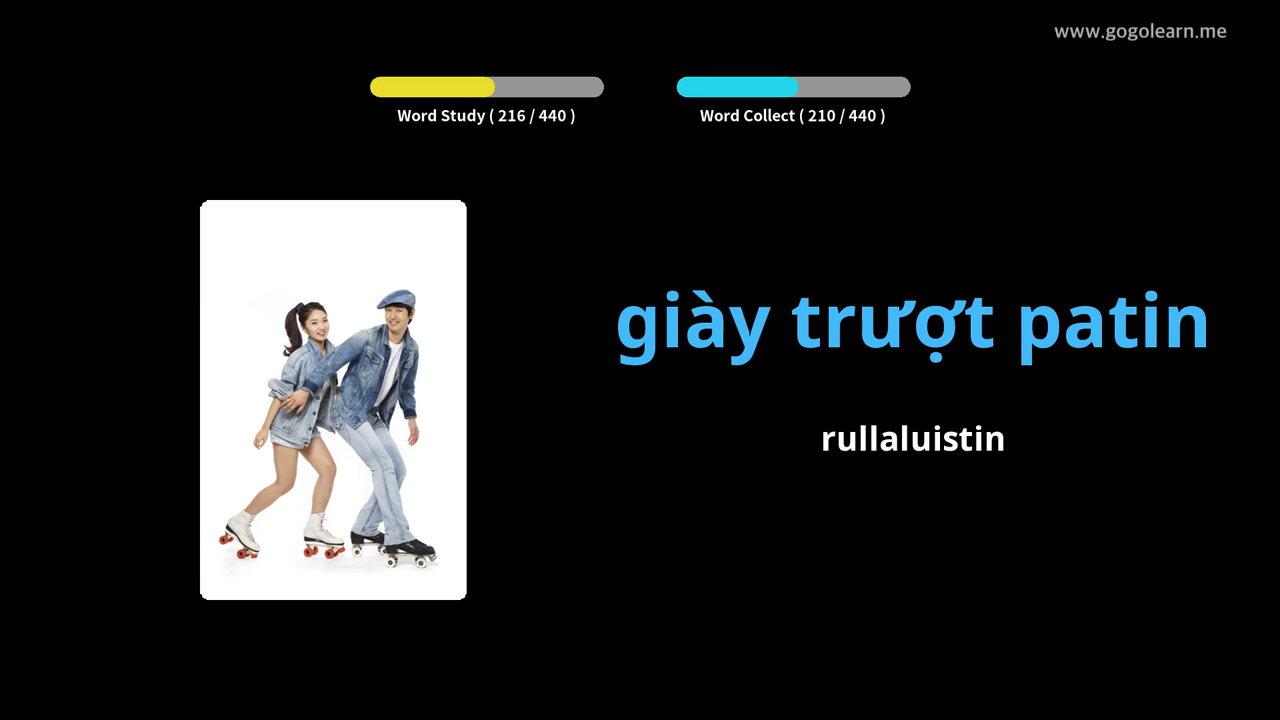 www.gogolearn.me
Word Study ( 216 / 440 )
Word Collect ( 210 / 440 )
giày trượt patin
rullaluistin